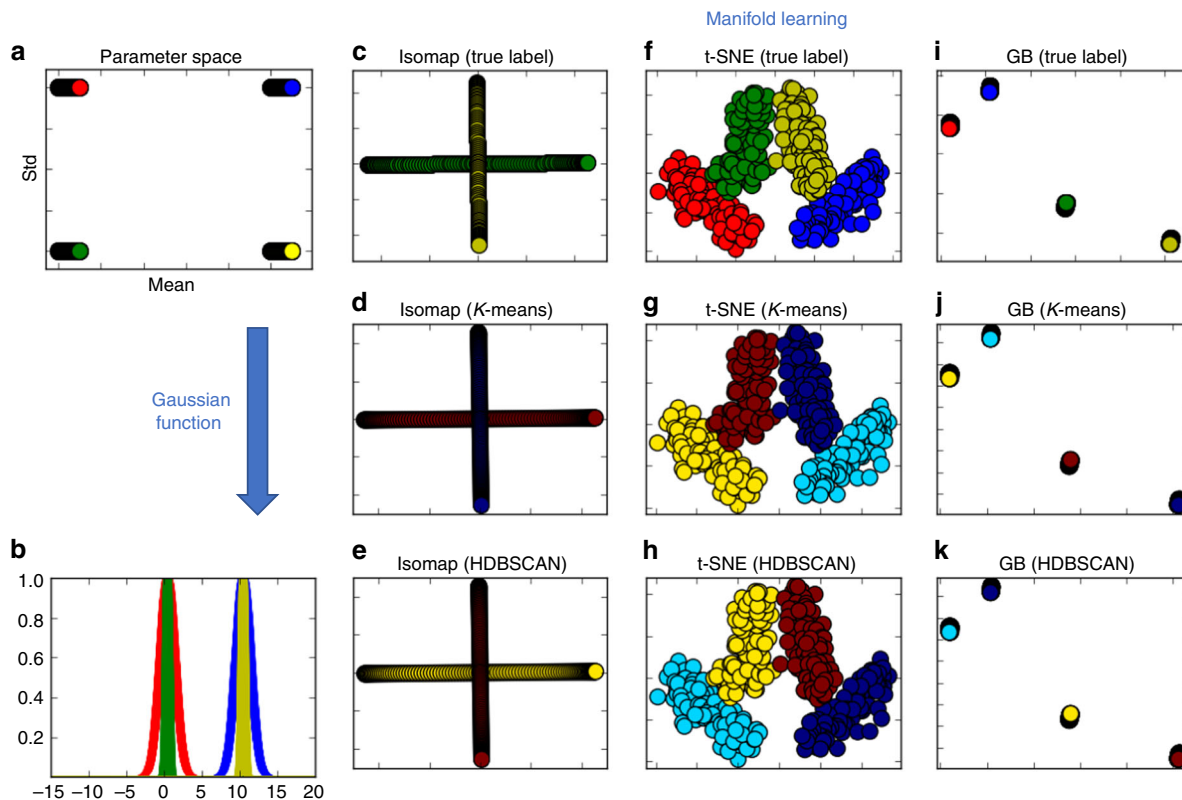 Manifold learning
a
Parameter space
Std
Mean
Gaussian
function
b
1.0
0.8
0.6
0.4
0.2
−15 −10 −5 0 5 10 15 20
c
Isomap (true label)
d
Isomap (K-means)
e
Isomap (HDBSCAN)
f
t-SNE (true label)
g
t-SNE (K-means)
h
t-SNE (HDBSCAN)
i
GB (true label)
j
GB (K-means)
k
GB (HDBSCAN)